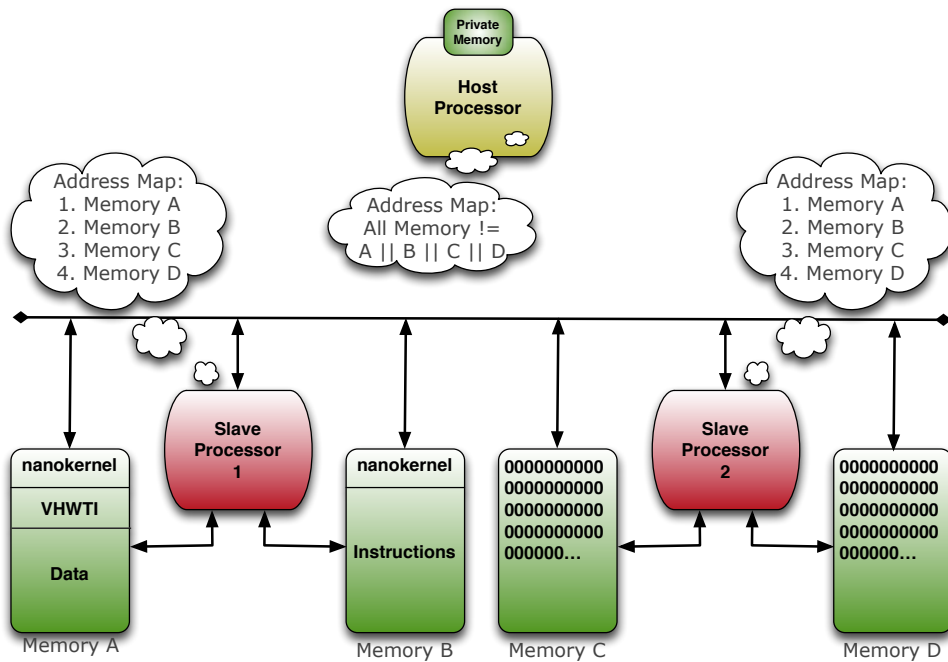 Private
Memory
Host
Processor
Address Map:
1. Memory A
2. Memory B
3. Memory C
4. Memory D
Address Map:
All Memory !=
A || B || C || D
Address Map:
1. Memory A
2. Memory B
3. Memory C
4. Memory D
nanokernel
VHWTI
Data
Memory A
Slave
Processor
1
nanokernel
Instructions
Memory B
0000000000
0000000000
0000000000
0000000000
000000...
Memory C
Slave
Processor
2
0000000000
0000000000
0000000000
0000000000
000000...
Memory D